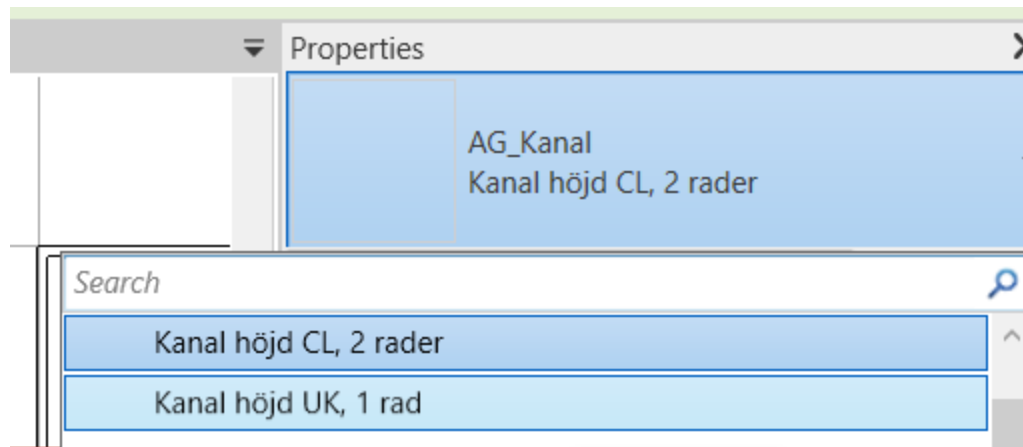 Properties
AG_Kanal
Kanal höjd CL, 2 rader
Search
Kanal höjd CL, 2 rader
Kanal höjd UK, 1 rad